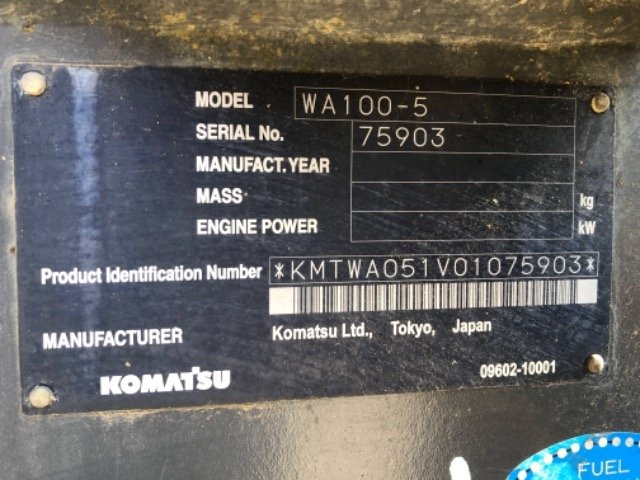 MODEL WA100-5
SERIAL No. 75903
MANUFACT. YEAR
MASS kg
ENGINE POWER kW
Product Identification Number *KMTWA051V01075903*
MANUFACTURER Komatsu Ltd., Tokyo, Japan
KOMATSU 09602-10001
FUEL